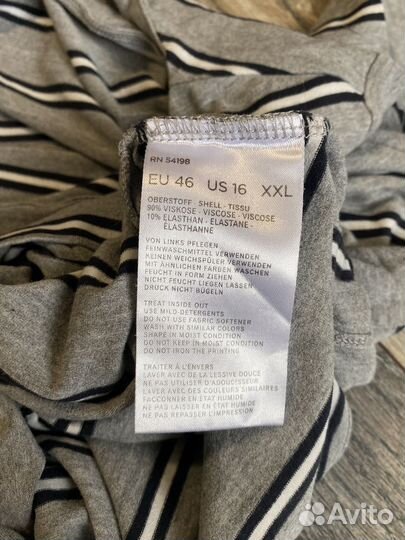 RN 54198
EU 46 US 16 XXL
OBERSTOFF - SHELL - TISSU
90% VISKOSE - VISCOSE - VISCOSE
10% ELASTHAN - ELASTANE -
ÉLASTHANNE
VON LINKS PFLEGEN
FEINWASCHMITTEL VERWENDEN
KEINEN WEICHSPÜLER VERWENDEN
MIT ÄHNLICHEN FARBEN WASCHEN
FEUCHT IN FORM ZIEHEN
NICHT FEUCHT LIEGEN LASSEN
DRUCK NICHT BÜGELN
TREAT INSIDE OUT
USE MILD-DETERGENTS
DO NOT USE FABRIC SOFTENER
WASH WITH SIMILAR COLORS
SHAPE IN MOIST CONDITION
DO NOT KEEP IN MOIST CONDITION
DO NOT IRON THE PRINTING
TRAITER À L'ENVERS
LAVER AVEC DE LA LESSIVE DOUCE
NE PAS UTILISER D'ADOUCISSEUR
LAVER AVEC DES COULEURS SIMILAIRES
FAÇONNER EN ÉTAT HUMIDE
NE PAS LAISSER EN ÉTAT HUMIDE
NE PAS REPASSER L'IMPRESSION
Avito